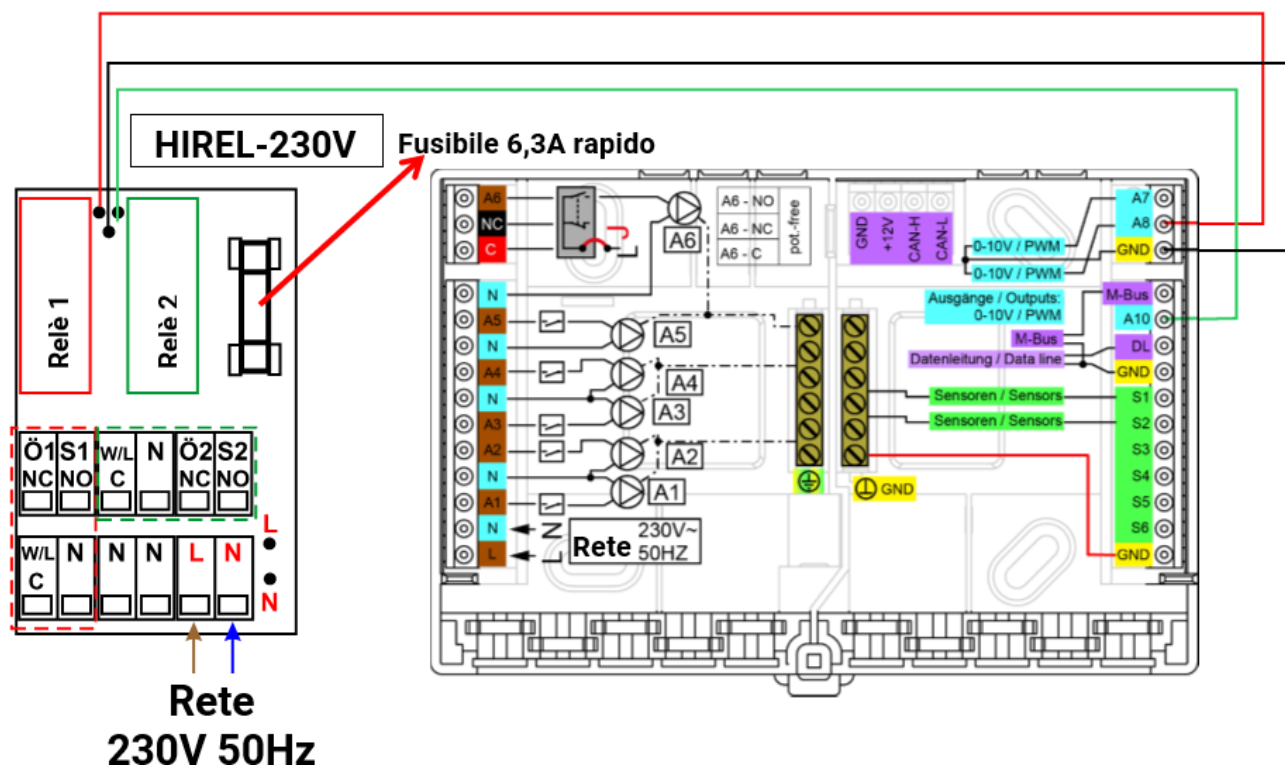 HIREL-230V
Fusibile 6,3A rapido
Relè 1
Relè 2
Ö1 S1 W/L N Ö2 S2
NC NO C NC NO
W/L N N N L N
C
L
N
Rete
230V 50Hz
A6
NC
C
N
A5
N
A4
N
A3
A2
N
A1
N
L
A6
A5
A4
A3
A2
A1
L
N
L
Rete 230V~
50HZ
A6 - NO
A6 - NC
A6 - C
pot.-free
GND
+12V
CAN-H
CAN-L
GND
0-10V / PWM
0-10V / PWM
Ausgänge / Outputs:
0-10V / PWM
M-Bus
Datenleitung / Data line
Sensoren / Sensors
Sensoren / Sensors
A7
A8
GND
M-Bus
A10
DL
GND
S1
S2
S3
S4
S5
S6
GND